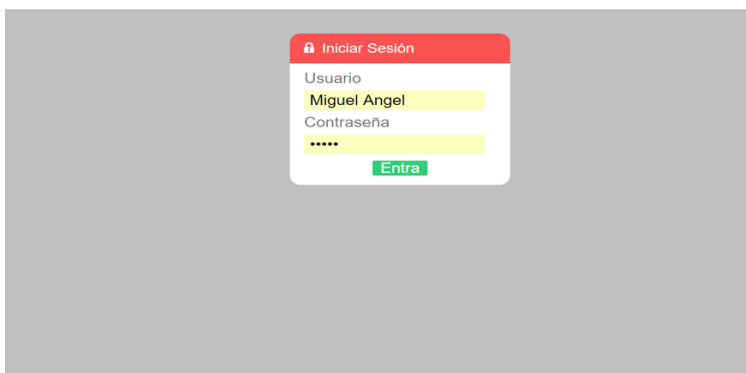 Iniciar Sesión
Usuario
Miguel Angel
Contraseña
•••••
Entra